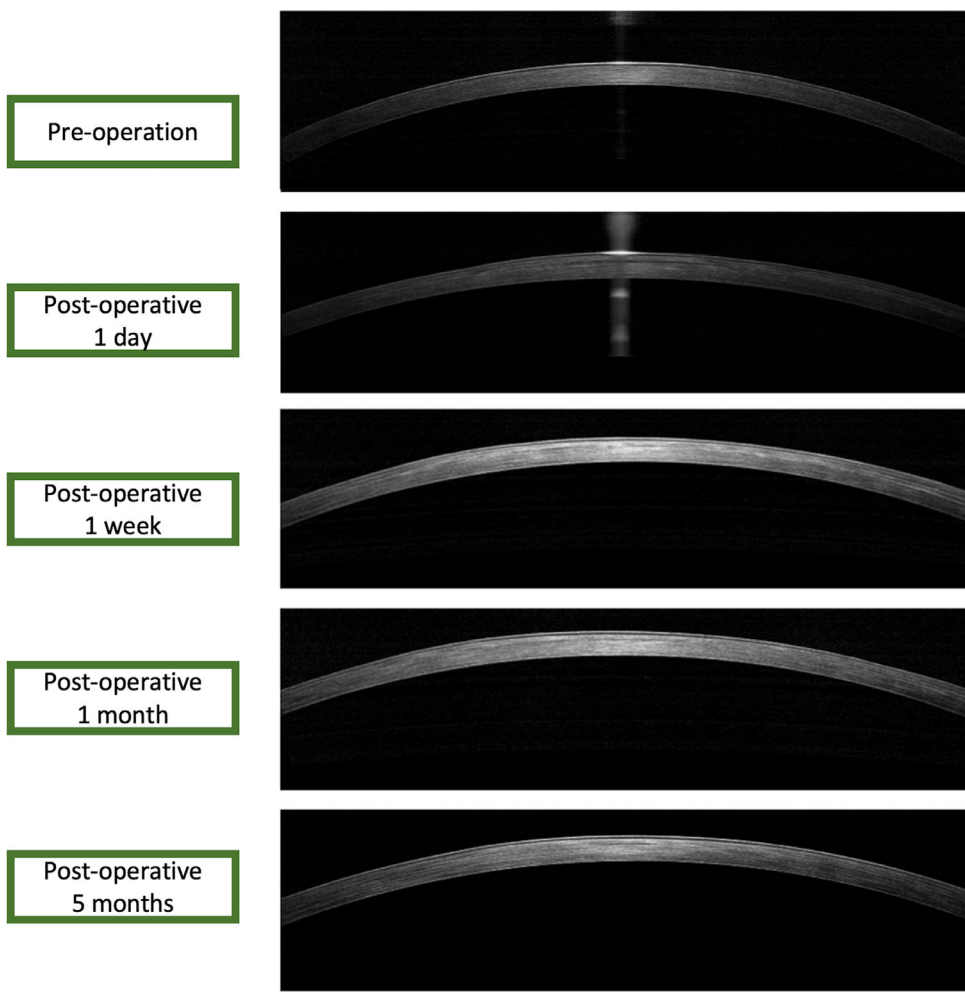 Pre-operation
Post-operative
1 day
Post-operative
1 week
Post-operative
1 month
Post-operative
5 months